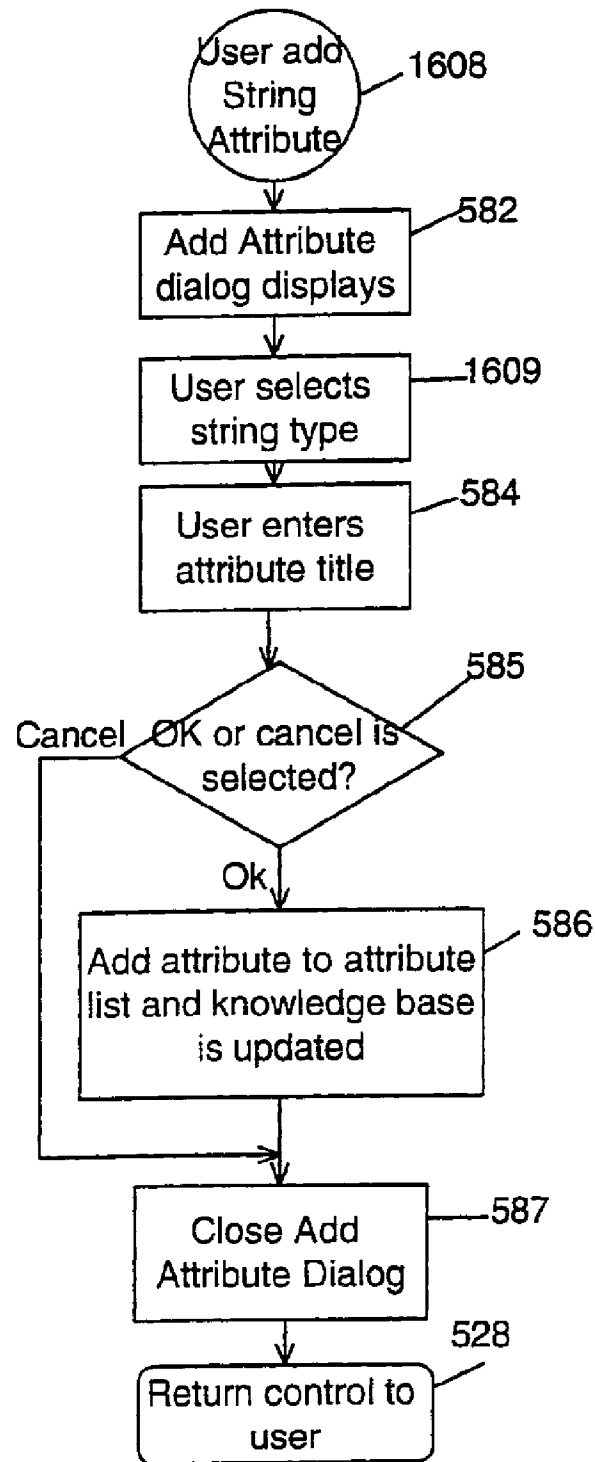 User add
String
Attribute
1608
582
Add Attribute
dialog displays
1609
User selects
string type
584
User enters
attribute title
585
Cancel
OK or cancel is
selected?
Ok
586
Add attribute to attribute
list and knowledge base
is updated
587
Close Add
Attribute Dialog
528
Return control to
user